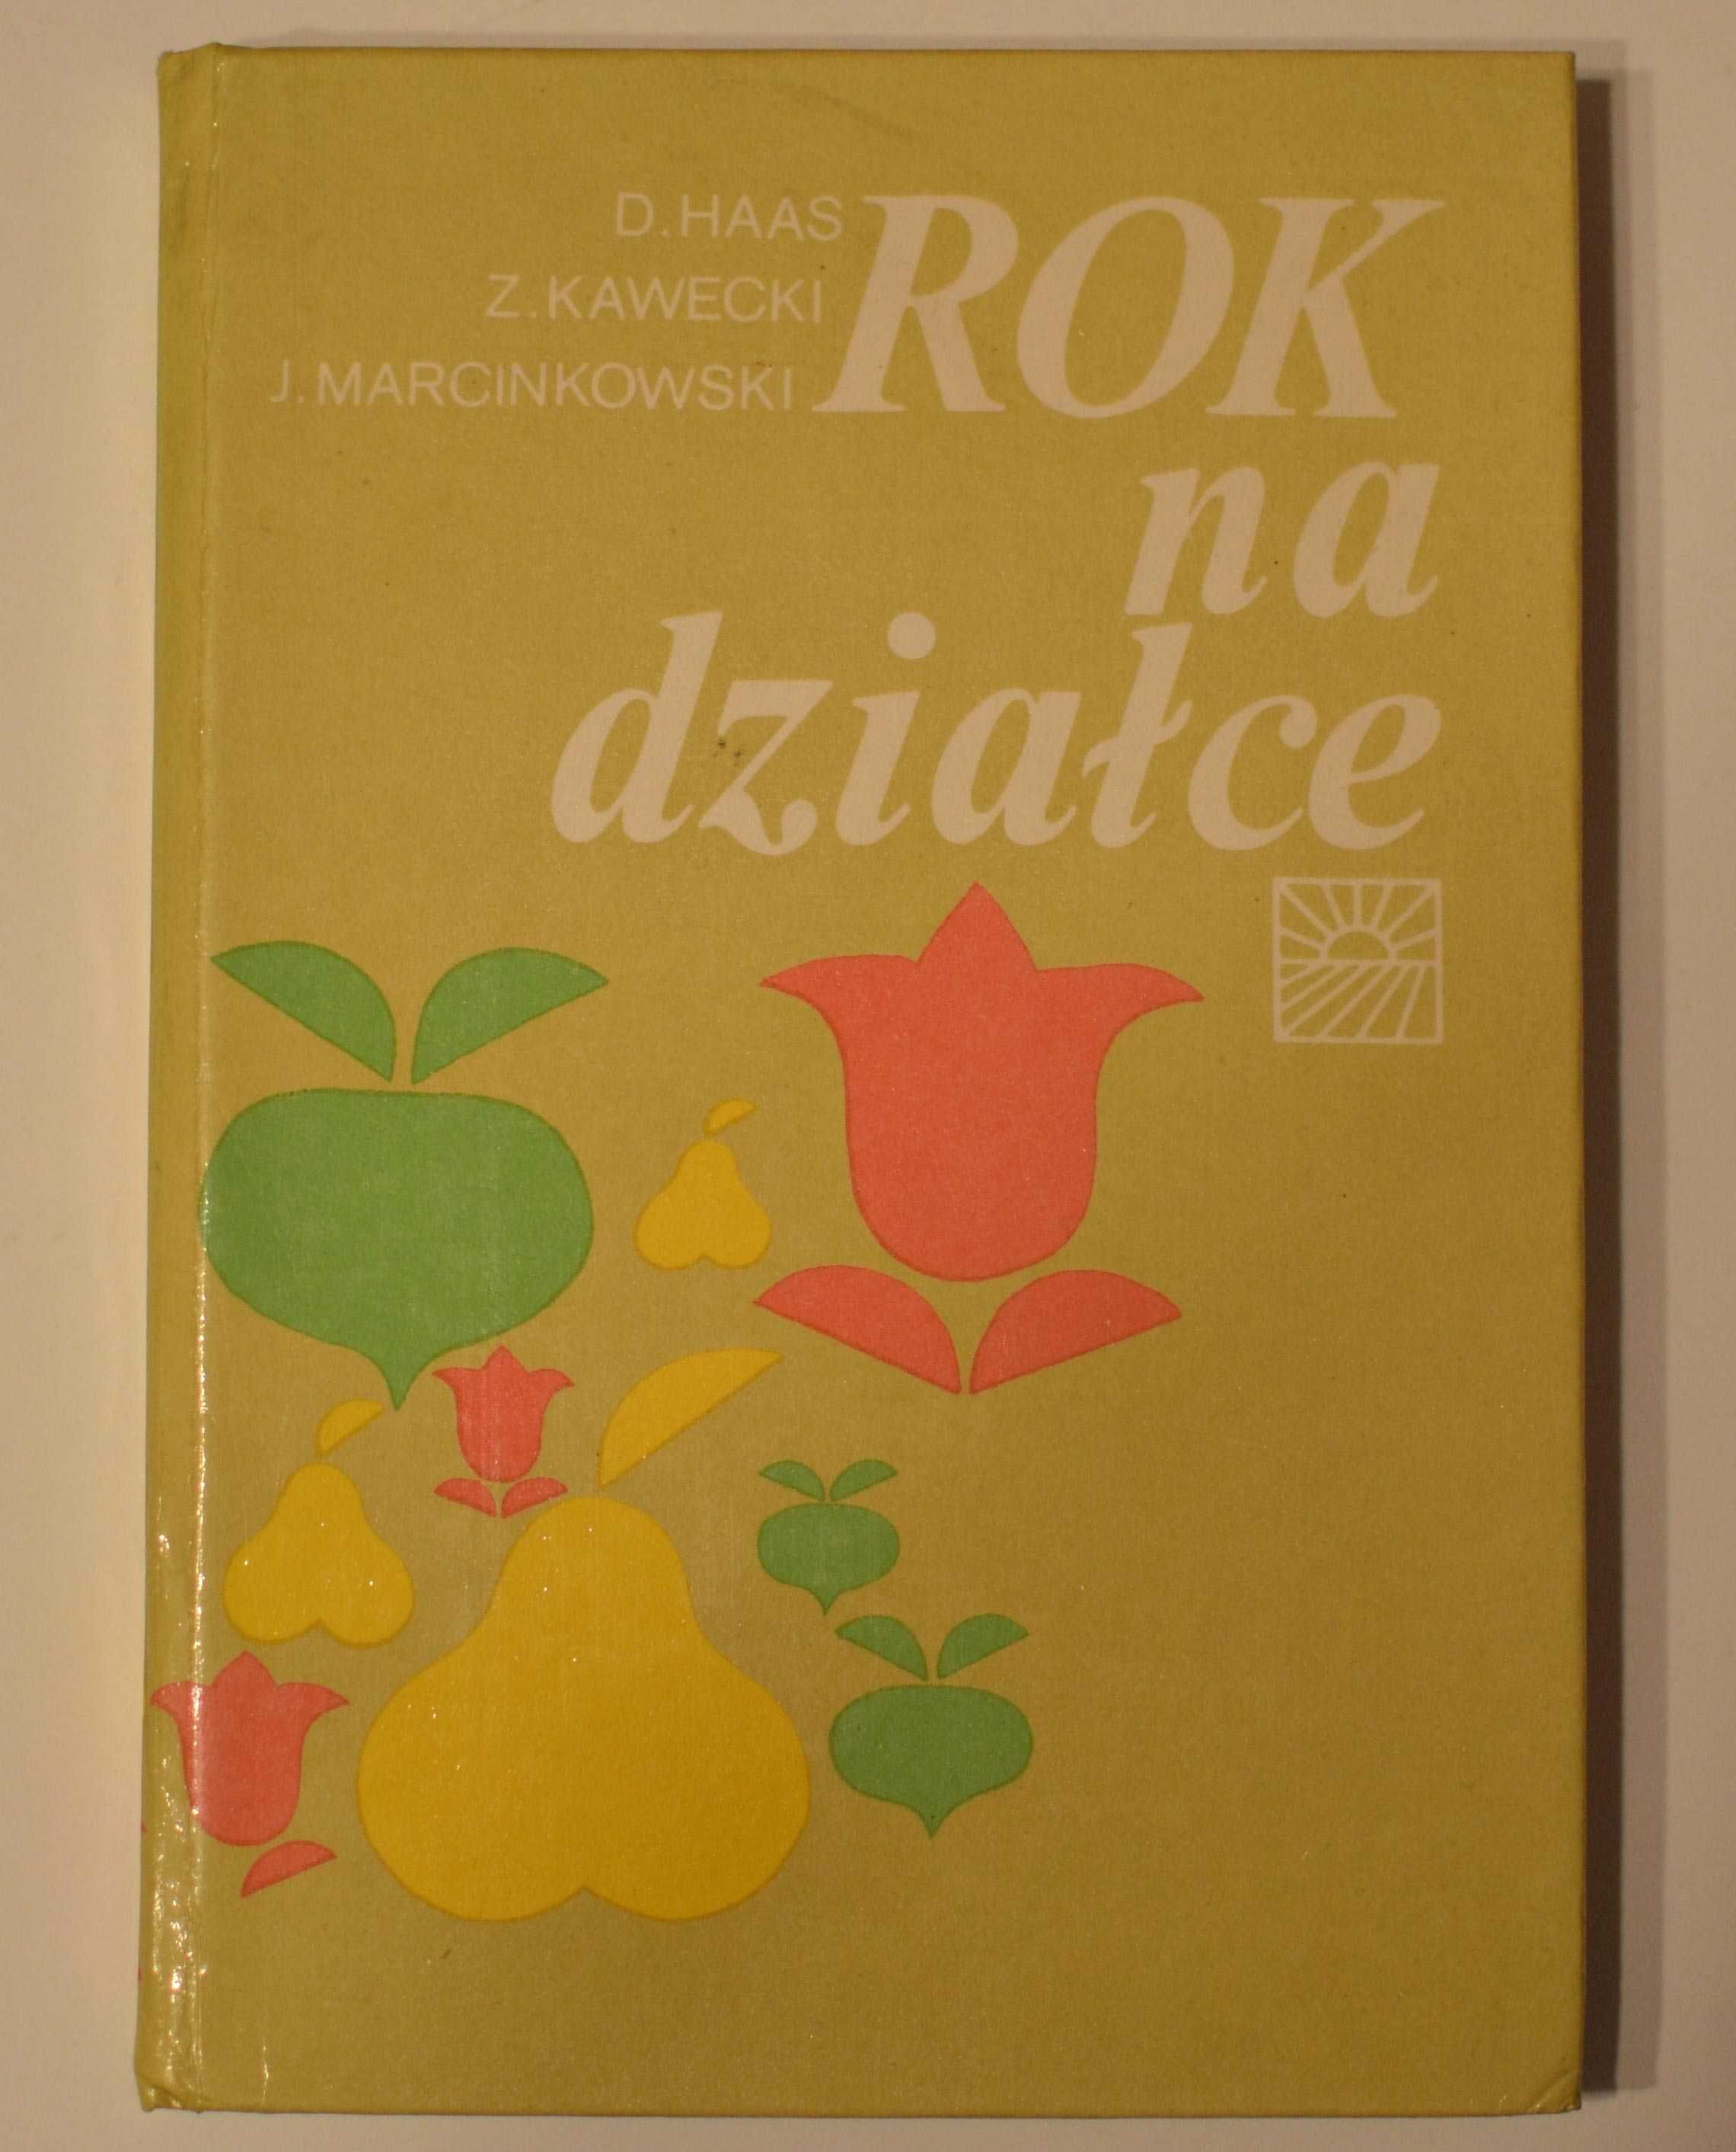 D. HAAS
Z. KAWECKI
J. MARCINKOWSKI
ROK
na
działce